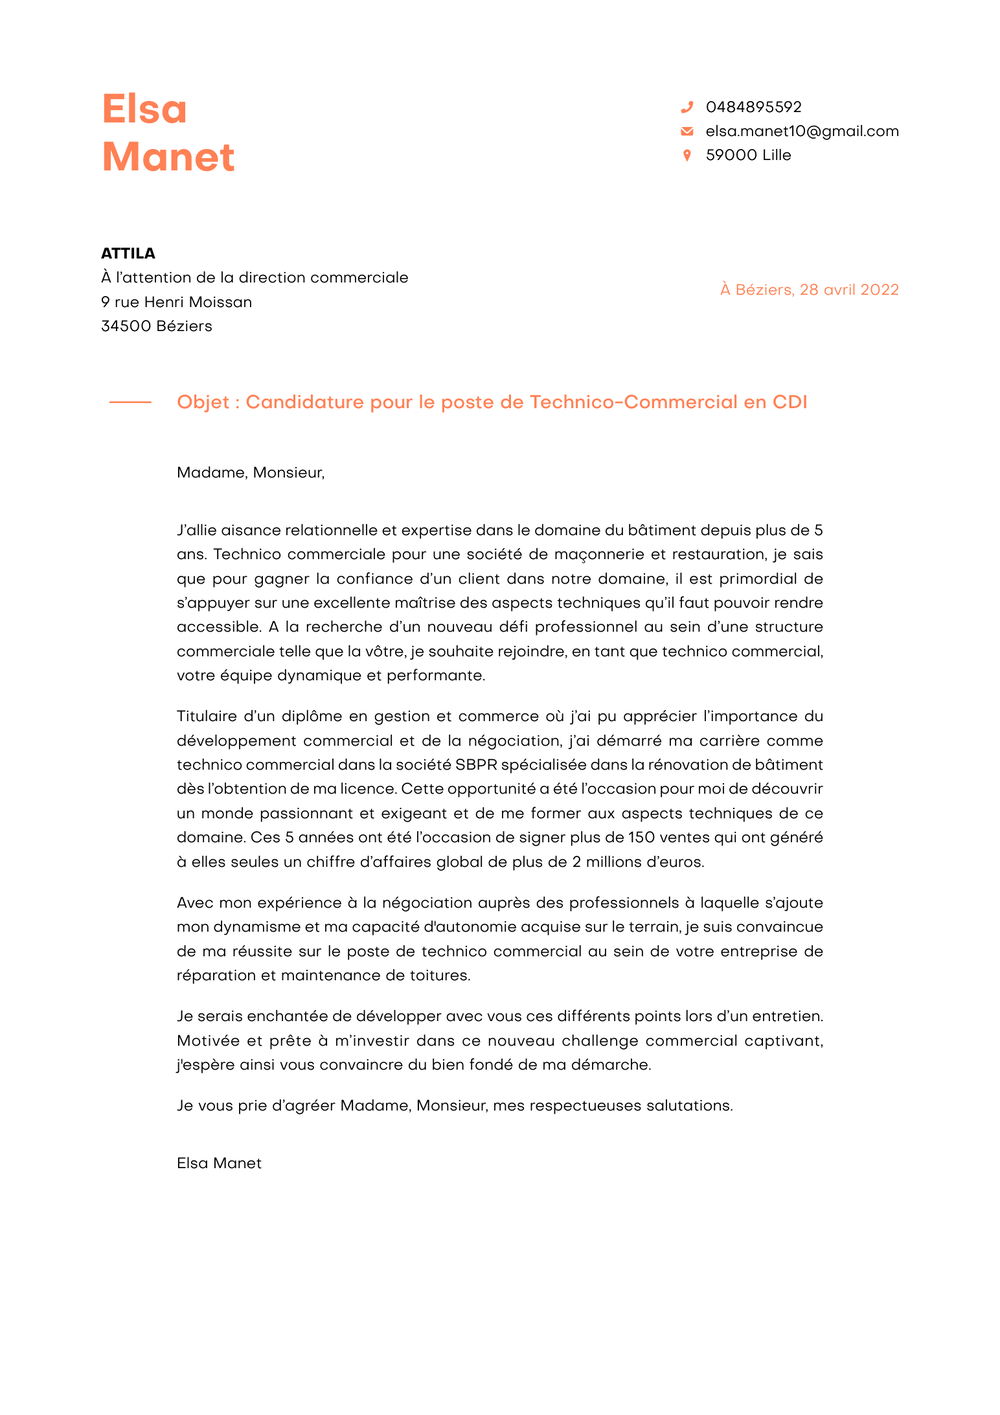 Elsa
Manet
0484895592
elsa.manet10@gmail.com
59000 Lille
ATTILA
À l’attention de la direction commerciale
9 rue Henri Moissan
34500 Béziers
À Béziers, 28 avril 2022
Objet : Candidature pour le poste de Technico-Commercial en CDI
Madame, Monsieur,
J’allie aisance relationnelle et expertise dans le domaine du bâtiment depuis plus de 5
ans. Technico commerciale pour une société de maçonnerie et restauration, je sais
que pour gagner la confiance d’un client dans notre domaine, il est primordial de
s’appuyer sur une excellente maîtrise des aspects techniques qu’il faut pouvoir rendre
accessible. A la recherche d’un nouveau défi professionnel au sein d’une structure
commerciale telle que la vôtre, je souhaite rejoindre, en tant que technico commercial,
votre équipe dynamique et performante.
Titulaire d’un diplôme en gestion et commerce où j’ai pu apprécier l’importance du
développement commercial et de la négociation, j’ai démarré ma carrière comme
technico commercial dans la société SBPR spécialisée dans la rénovation de bâtiment
dès l’obtention de ma licence. Cette opportunité a été l’occasion pour moi de découvrir
un monde passionnant et exigeant et de me former aux aspects techniques de ce
domaine. Ces 5 années ont été l’occasion de signer plus de 150 ventes qui ont généré
à elles seules un chiffre d’affaires global de plus de 2 millions d’euros.
Avec mon expérience à la négociation auprès des professionnels à laquelle s’ajoute
mon dynamisme et ma capacité d'autonomie acquise sur le terrain, je suis convaincue
de ma réussite sur le poste de technico commercial au sein de votre entreprise de
réparation et maintenance de toitures.
Je serais enchantée de développer avec vous ces différents points lors d’un entretien.
Motivée et prête à m’investir dans ce nouveau challenge commercial captivant,
j'espère ainsi vous convaincre du bien fondé de ma démarche.
Je vous prie d’agréer Madame, Monsieur, mes respectueuses salutations.
Elsa Manet